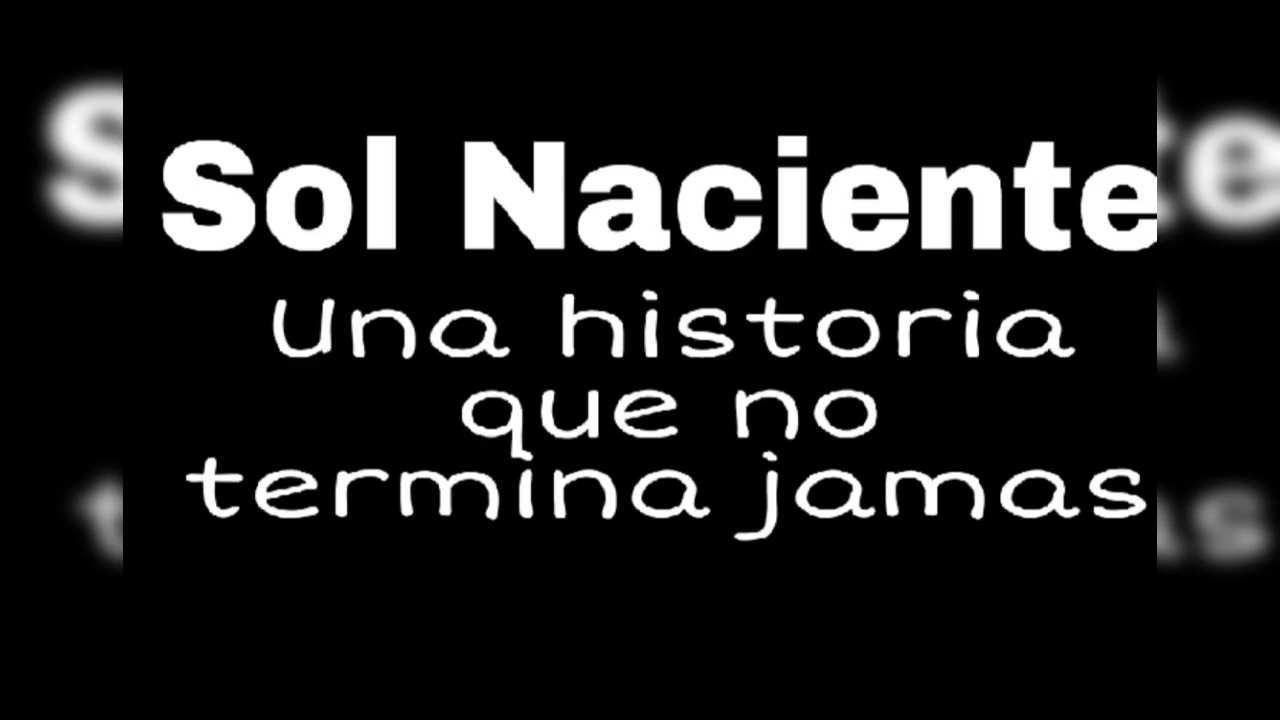 Sol Naciente
Una historia
que no
termina jamas